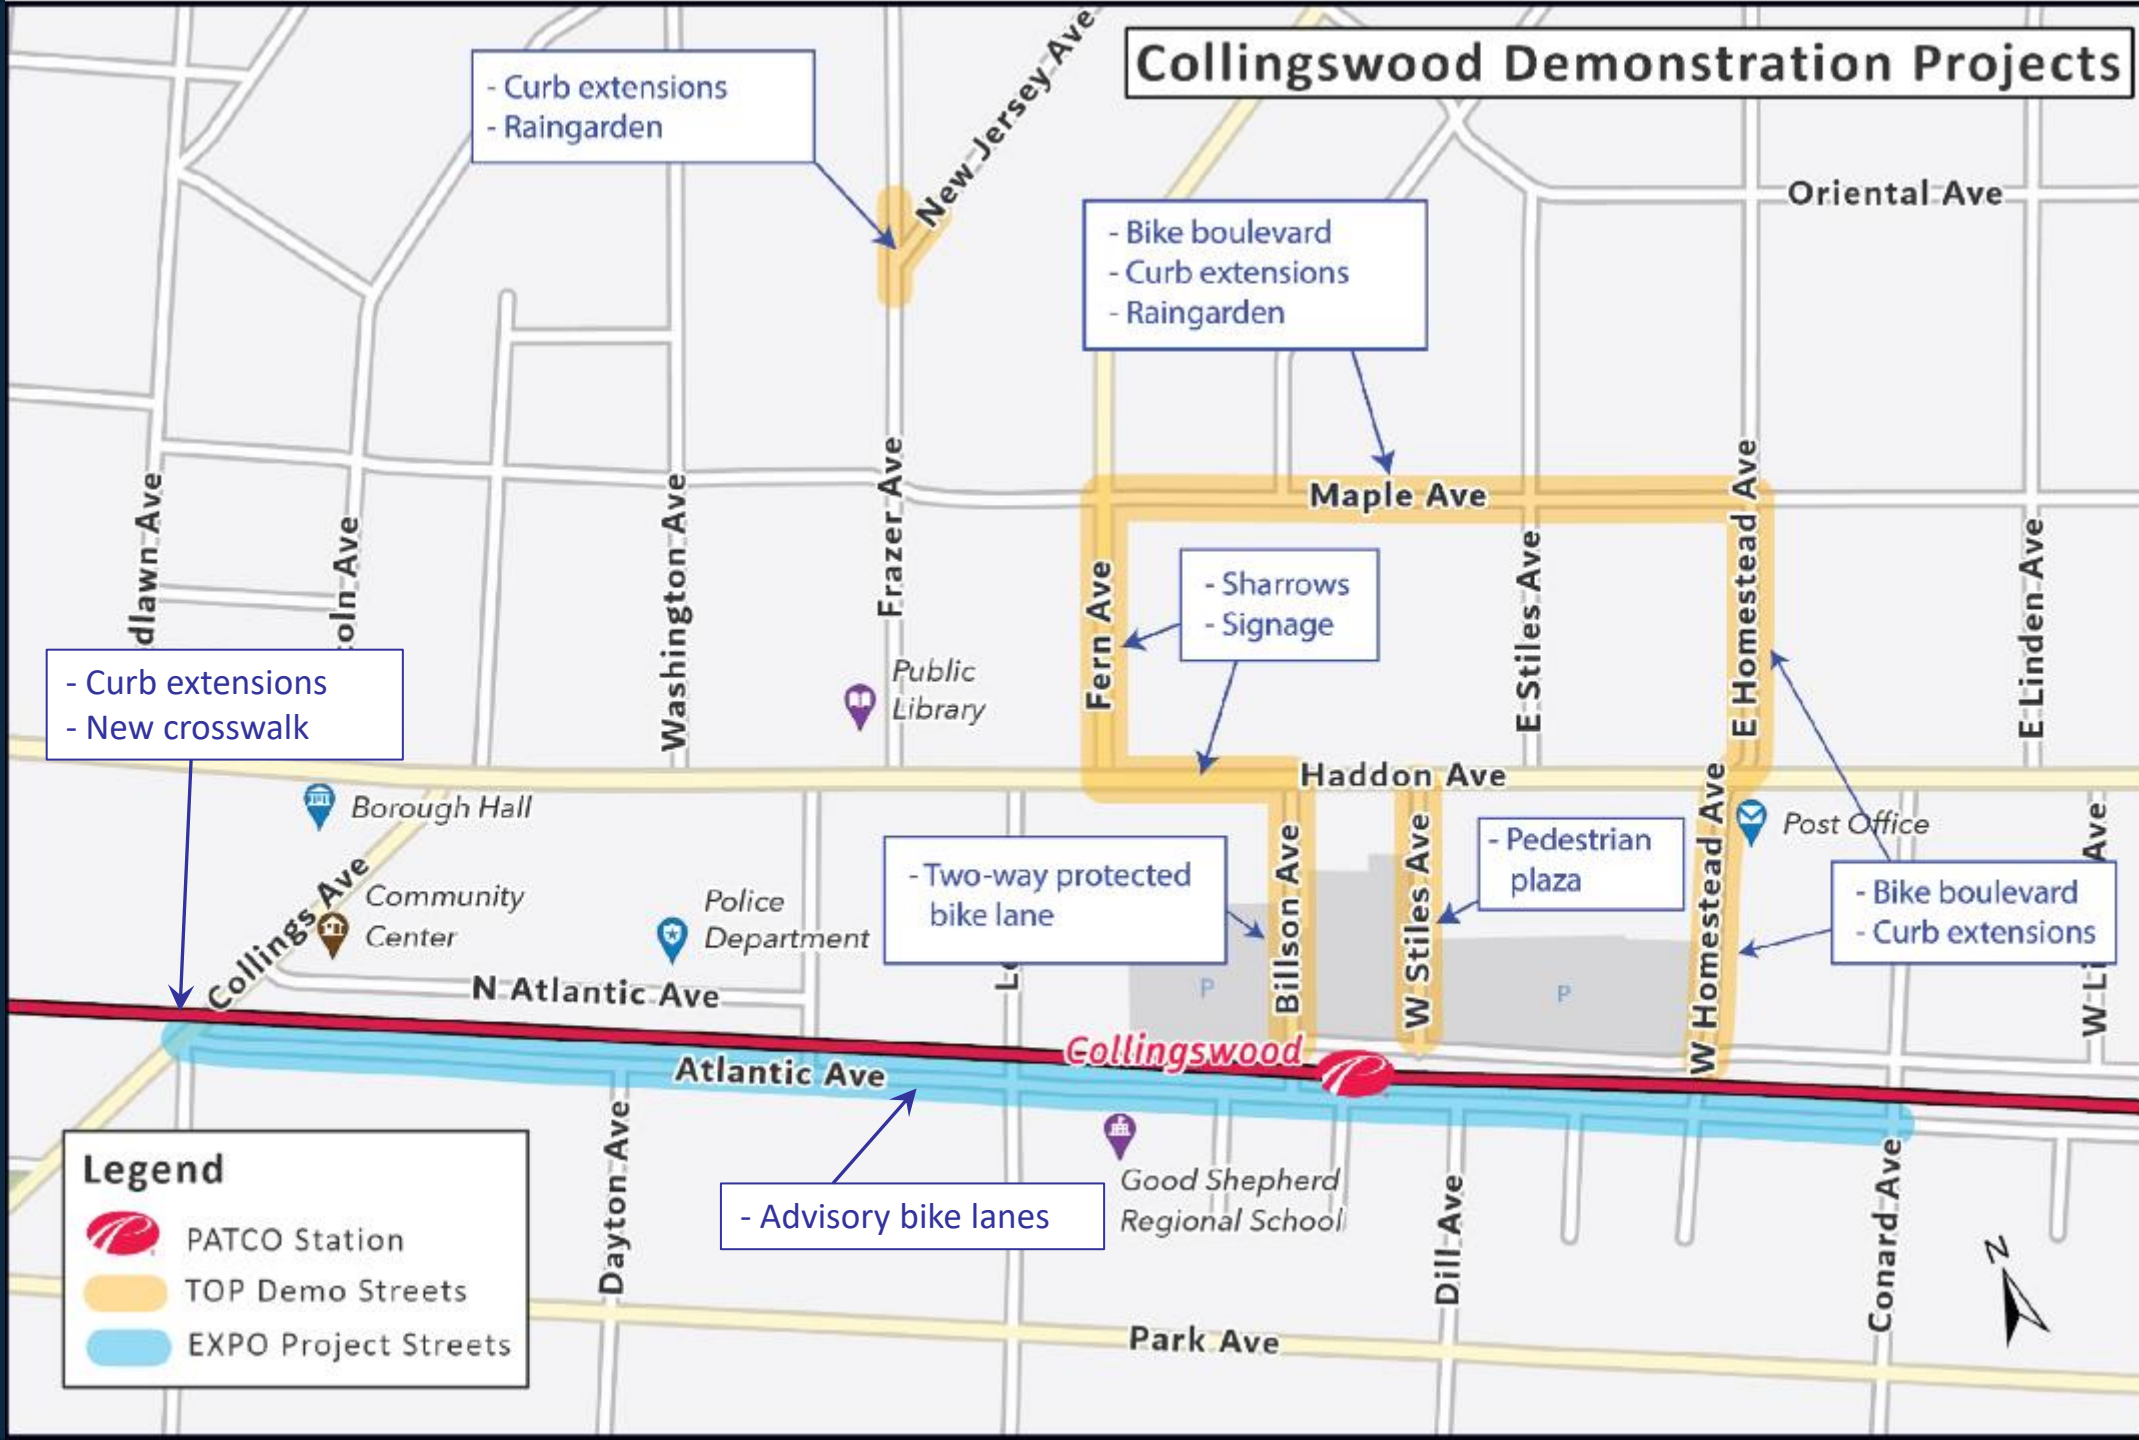 Collingswood Demonstration Projects
- Curb extensions
- Raingarden
New Jersey Ave
Oriental Ave
- Bike boulevard
- Curb extensions
- Raingarden
Maple Ave
dlawn Ave
coln Ave
Washington Ave
Frazer Ave
Fern Ave
- Sharrows
- Signage
E Stiles Ave
E Homestead Ave
E Linden Ave
Public
Library
- Curb extensions
- New crosswalk
Haddon Ave
Borough Hall
Collings Ave
Community
Center
Police
Department
N Atlantic Ave
- Two-way protected
bike lane
Billson Ave
W Stiles Ave
- Pedestrian
plaza
W Homestead Ave
Post Office
- Bike boulevard
- Curb extensions
W Li
Ave
P
P
Collingswood
Atlantic Ave
Good Shepherd
Regional School
- Advisory bike lanes
Dayton Ave
Dill Ave
Conard Ave
Park Ave
N
Legend
PATCO Station
TOP Demo Streets
EXPO Project Streets